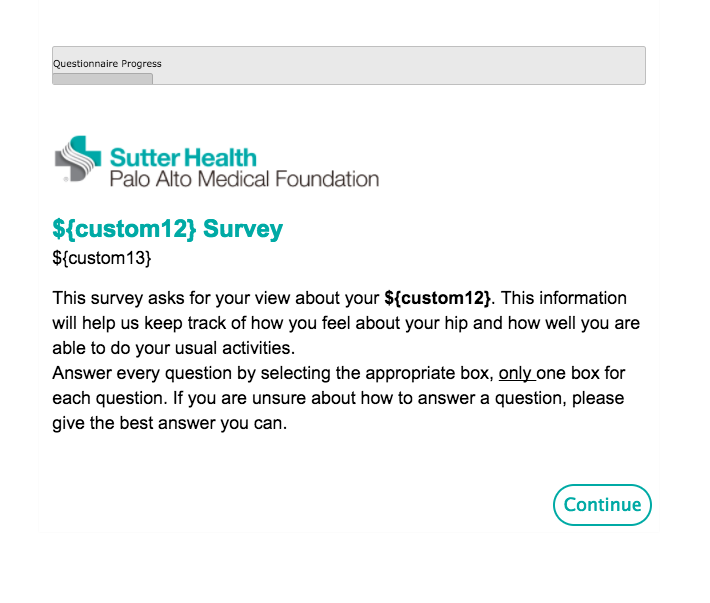 Questionnaire Progress
Sutter Health
Palo Alto Medical Foundation
${custom12} Survey
${custom13}
This survey asks for your view about your ${custom12}. This information
will help us keep track of how you feel about your hip and how well you are
able to do your usual activities.
Answer every question by selecting the appropriate box, only one box for
each question. If you are unsure about how to answer a question, please
give the best answer you can.
Continue